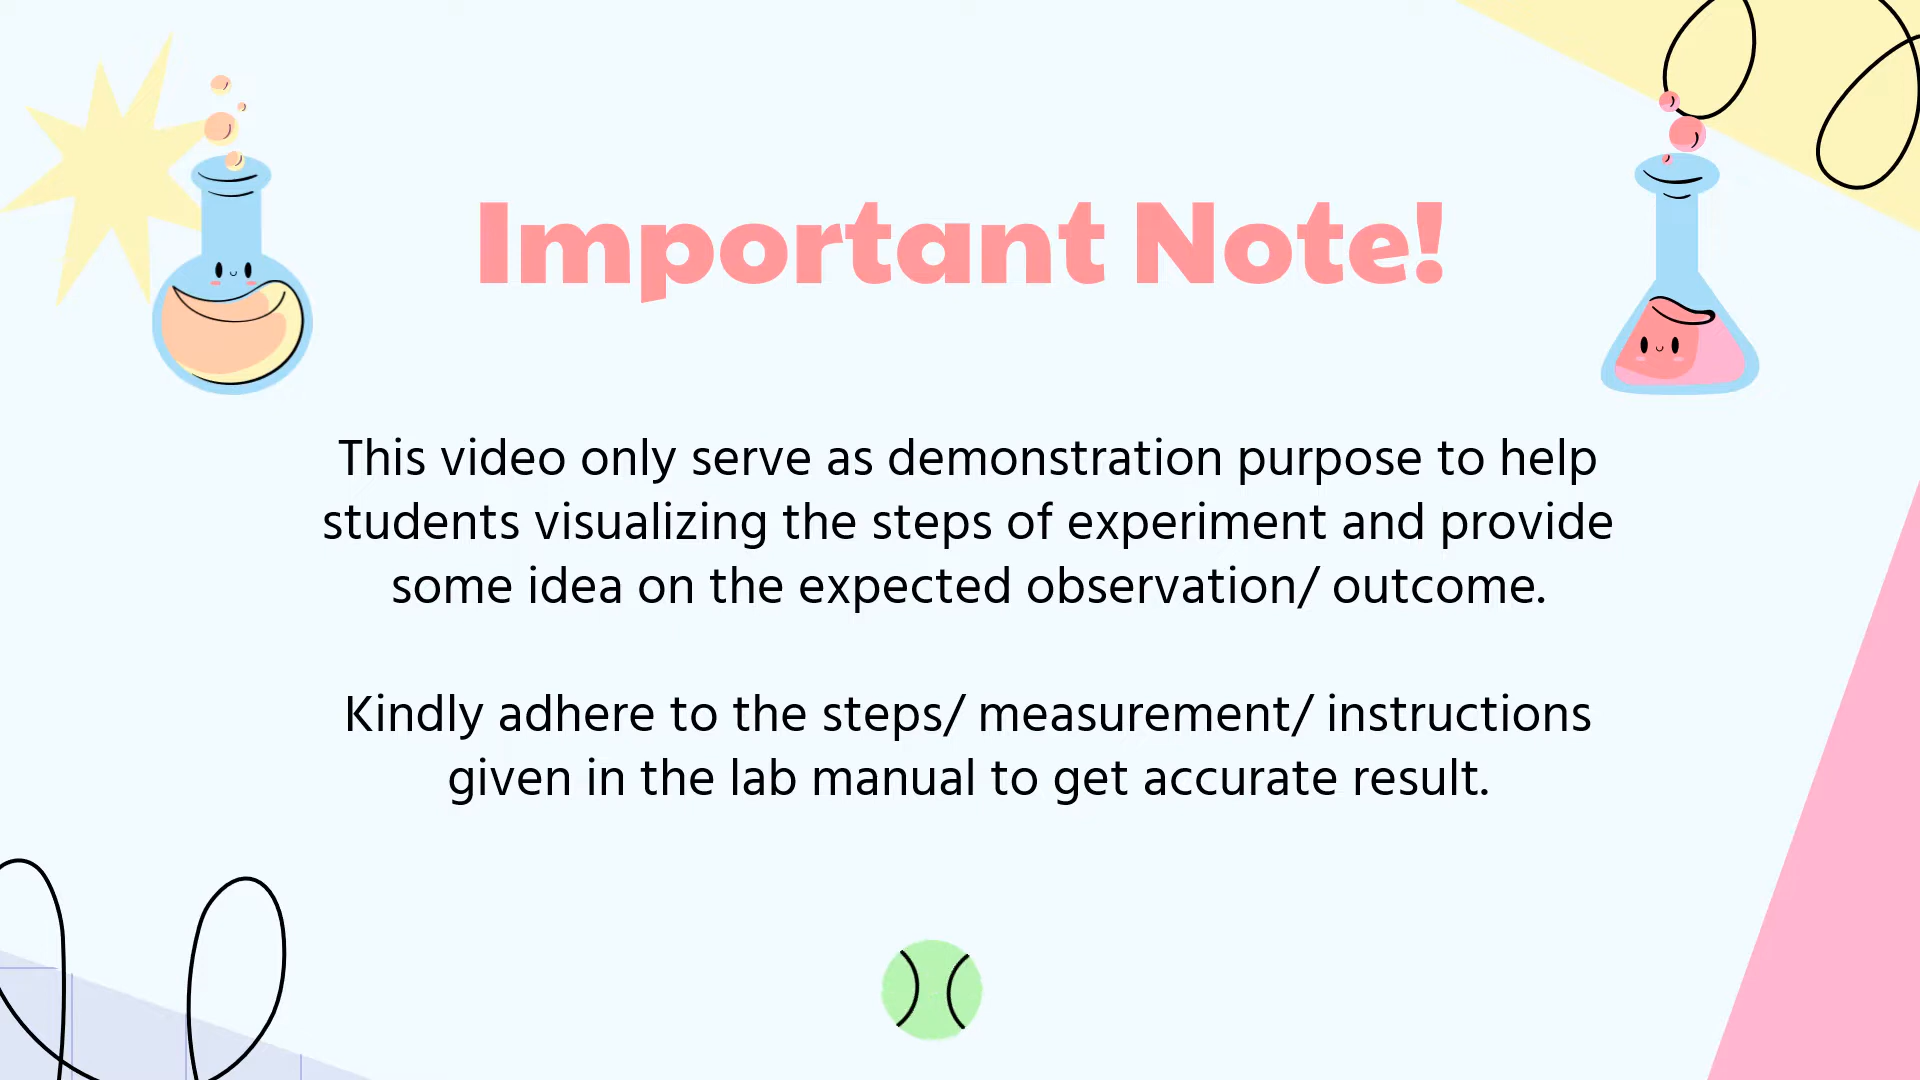 Important Note!
This video only serve as demonstration purpose to help
students visualizing the steps of experiment and provide
some idea on the expected observation/ outcome.
Kindly adhere to the steps/ measurement/ instructions
given in the lab manual to get accurate result.